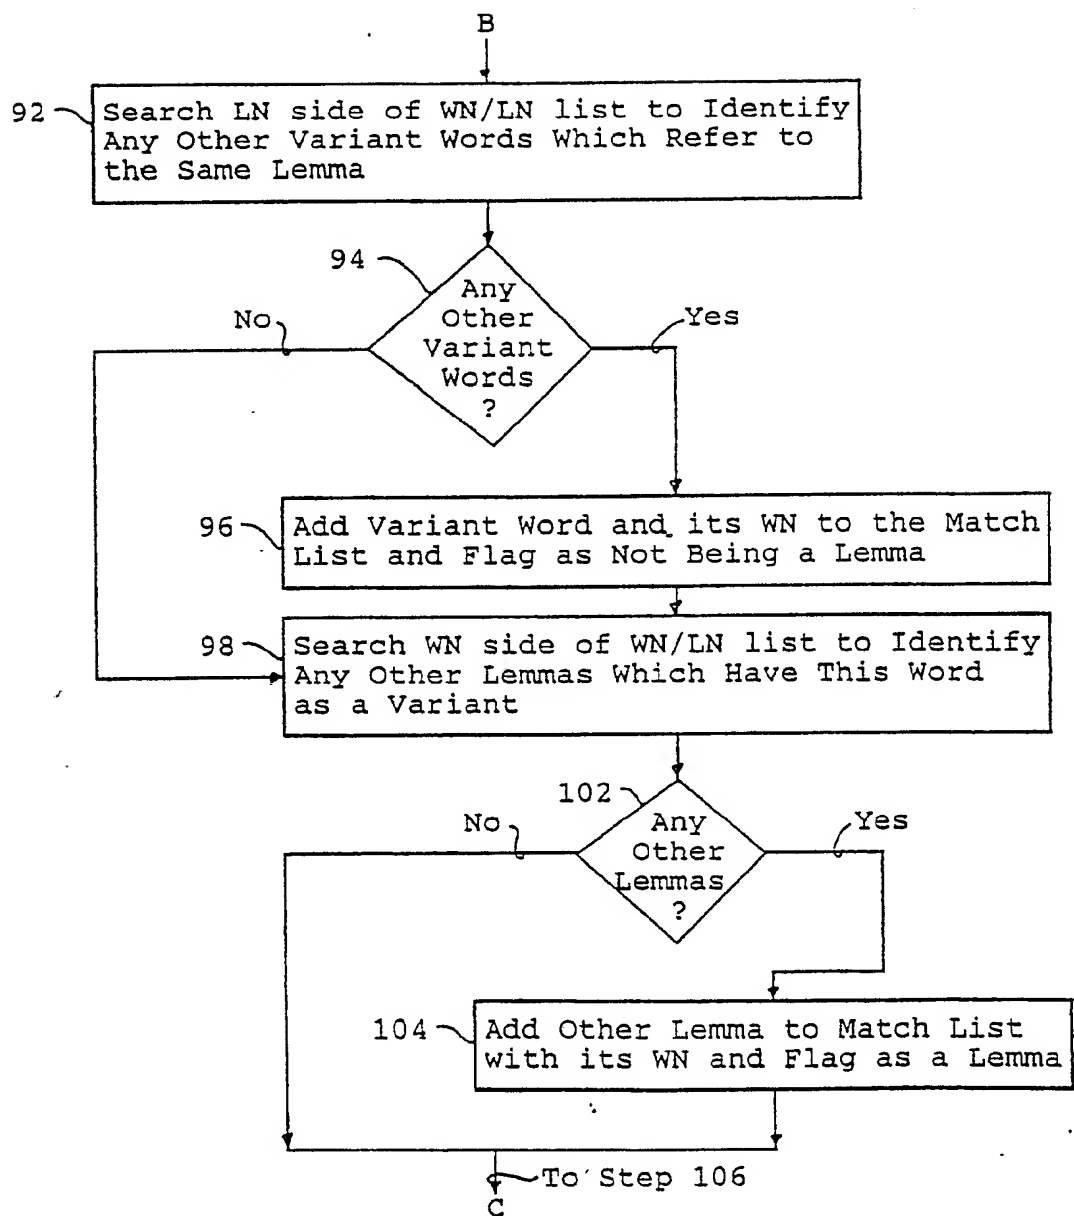 B
92
Search LN side of WN/LN list to Identify
Any Other Variant Words Which Refer to
the Same Lemma
94
Any
Other
Variant
Words
?
No
Yes
96
Add Variant Word and its WN to the Match
List and Flag as Not Being a Lemma
98
Search WN side of WN/LN list to Identify
Any Other Lemmas Which Have This Word
as a Variant
102
Any
Other
Lemmas
?
No
Yes
104
Add Other Lemma to Match List
with its WN and Flag as a Lemma
To Step 106
C